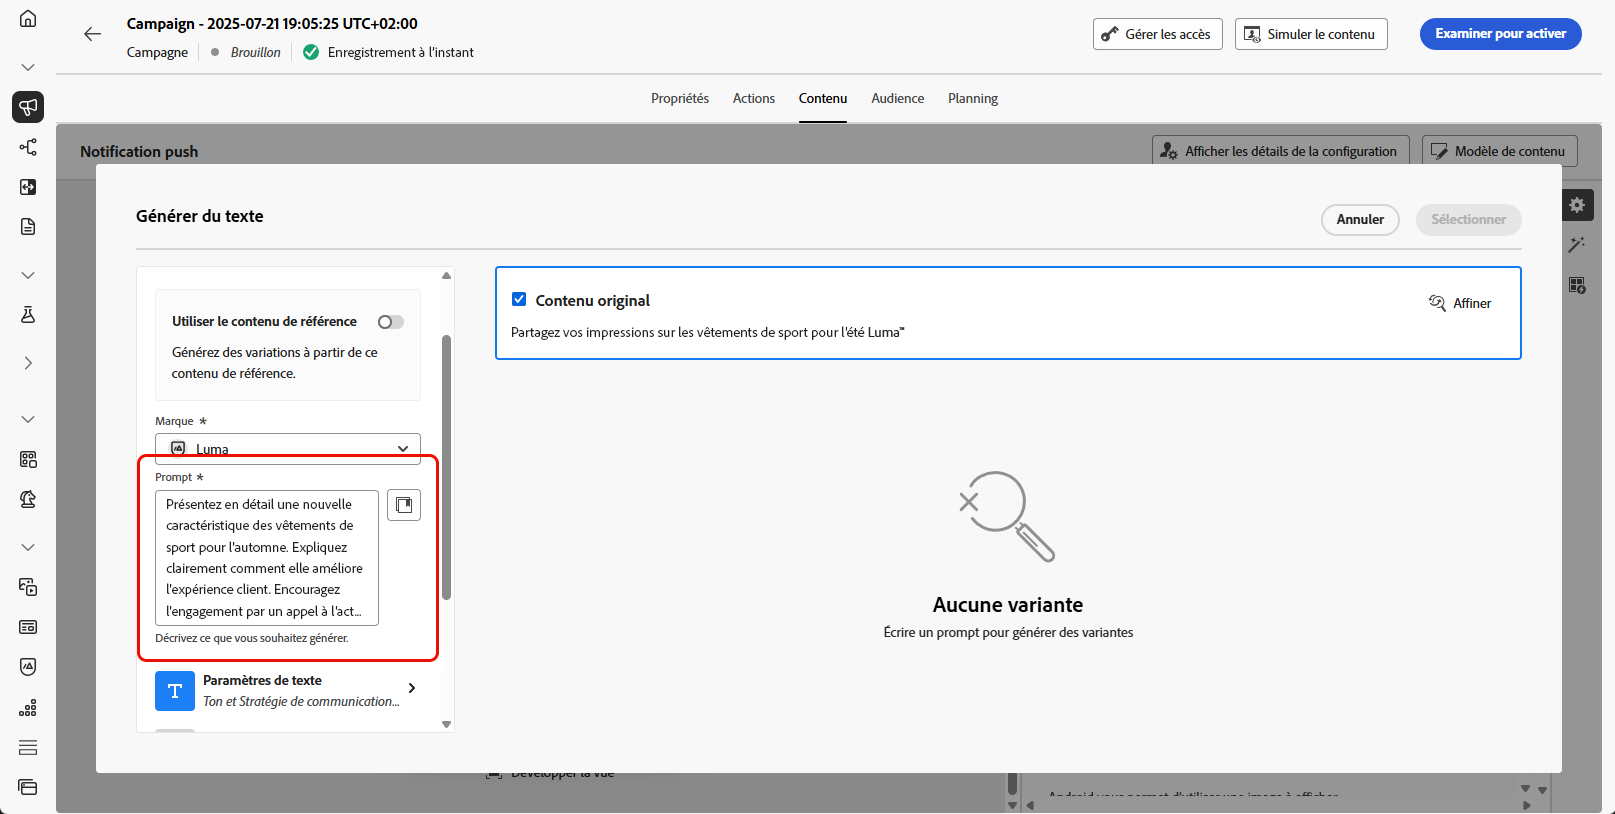 Campaign - 2025-07-21 19:05:25 UTC+02:00
Campagne
Brouillon
Enregistrement à l'instant
Gérer les accès
Simuler le contenu
Examiner pour activer
Propriétés
Actions
Contenu
Audience
Planning
Notification push
Afficher les détails de la configuration
Modèle de contenu
Générer du texte
Annuler
Sélectionner
Utiliser le contenu de référence
Générez des variations à partir de ce
contenu de référence.
Marque *
Luma
Prompt *
Présentez en détail une nouvelle
caractéristique des vêtements de
sport pour l'automne. Expliquez
clairement comment elle améliore
l'expérience client. Encouragez
l'engagement par un appel à l'act...
Décrivez ce que vous souhaitez générer.
T
Paramètres de texte
Ton et Stratégie de communication...
Contenu original
Affiner
Partagez vos impressions sur les vêtements de sport pour l'été Luma™
Aucune variante
Écrire un prompt pour générer des variantes
Développer la vue
Android vous permet d'utiliser une image à afficher